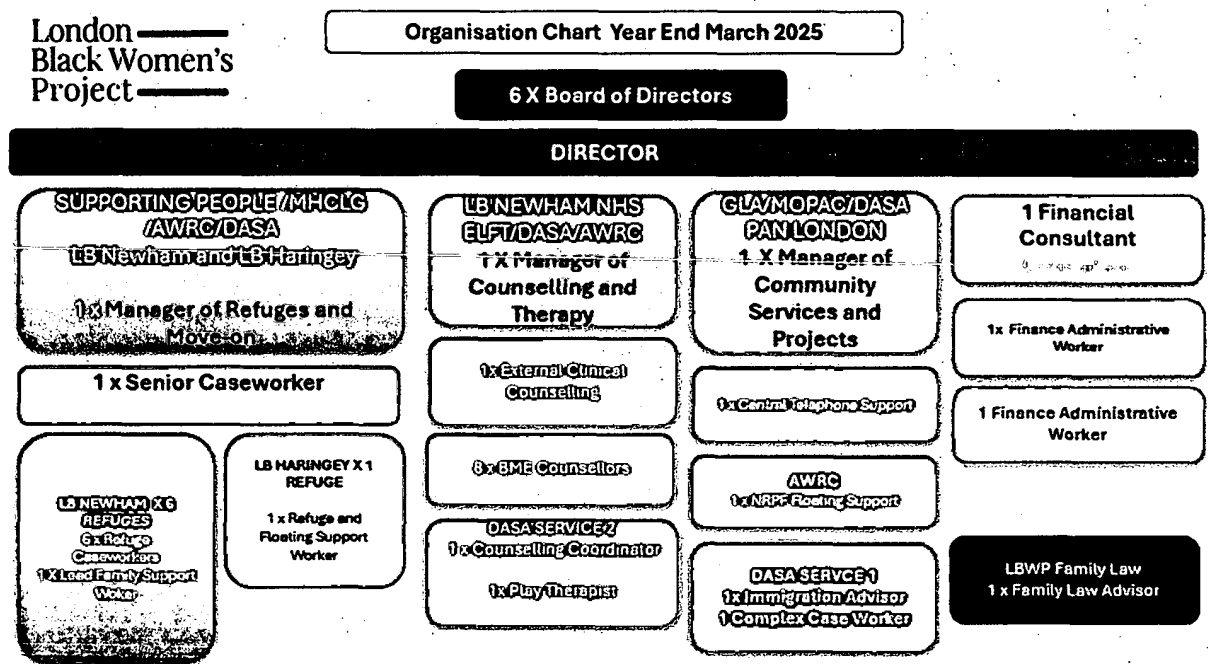 London
Black Women's
Project
Organisation Chart Year End March 2025
6 X Board of Directors
DIRECTOR
SUPPORTING PEOPLE /MHCLG
/AWRC/DASA
LB Newham and LB Haringey
1 x Manager of Refuges and
Move-on
1 x Senior Caseworker
LB NEWHAM X 6
REFUGES
6 x Refuge
Caseworkers
1 X Lead Family Support
Woker
LB HARINGEY X 1
REFUGE
1 x Refuge and
Floating Support
Worker
LB NEWHAM NHS
ELFT/DASA/AWRC
1 X Manager of
Counselling and
Therapy
1x External Clinical
Counselling
8 x BME Counsellors
DASA SERVICE 2
1 x Counselling Coordinator
1x Play Therapist
GLA/MOPAC/DASA
PAN LONDON
1 X Manager of
Community
Services and
Projects
1 x Central Telephone Support
AWRC
1 x NRPF Floating Support
DASA SERVCE 1
1x Immigration Advisor
1 Complex Case Worker
1 Financial
Consultant
1x Finance Administrative
Worker
1 Finance Administrative
Worker
LBWP Family Law
1 x Family Law Advisor